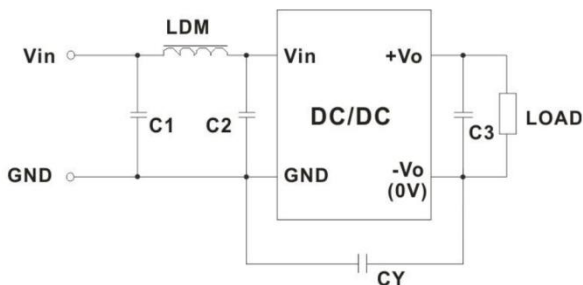 LDM
Vin
Vin
+Vo
C1
C2
DC/DC
C3
LOAD
GND
GND
-Vo
(0V)
CY